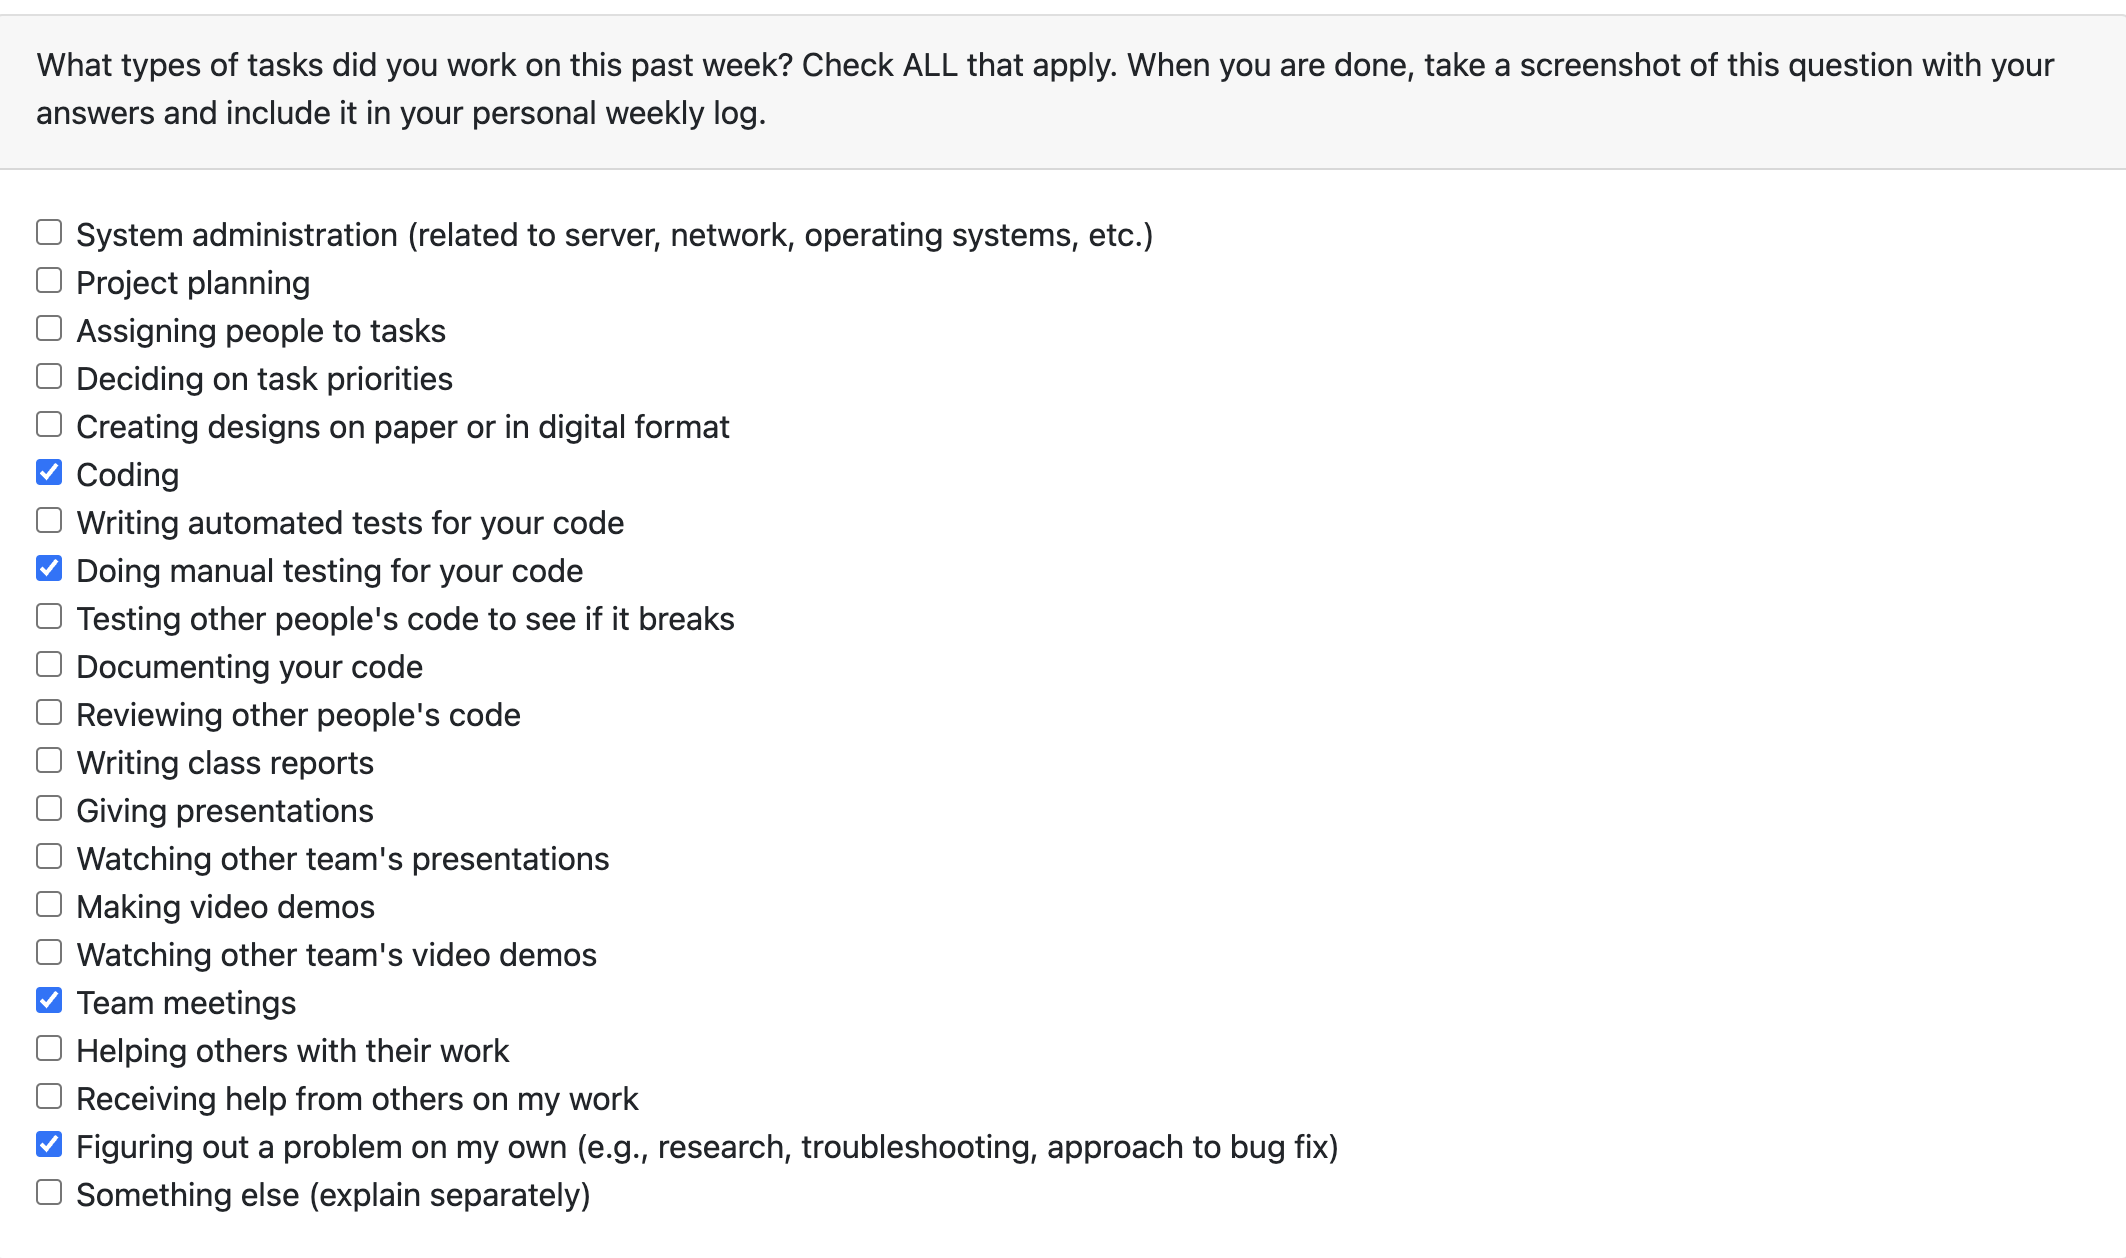 What types of tasks did you work on this past week? Check ALL that apply. When you are done, take a screenshot of this question with your
answers and include it in your personal weekly log.
System administration (related to server, network, operating systems, etc.)
Project planning
Assigning people to tasks
Deciding on task priorities
Creating designs on paper or in digital format
Coding
Writing automated tests for your code
Doing manual testing for your code
Testing other people's code to see if it breaks
Documenting your code
Reviewing other people's code
Writing class reports
Giving presentations
Watching other team's presentations
Making video demos
Watching other team's video demos
Team meetings
Helping others with their work
Receiving help from others on my work
Figuring out a problem on my own (e.g., research, troubleshooting, approach to bug fix)
Something else (explain separately)